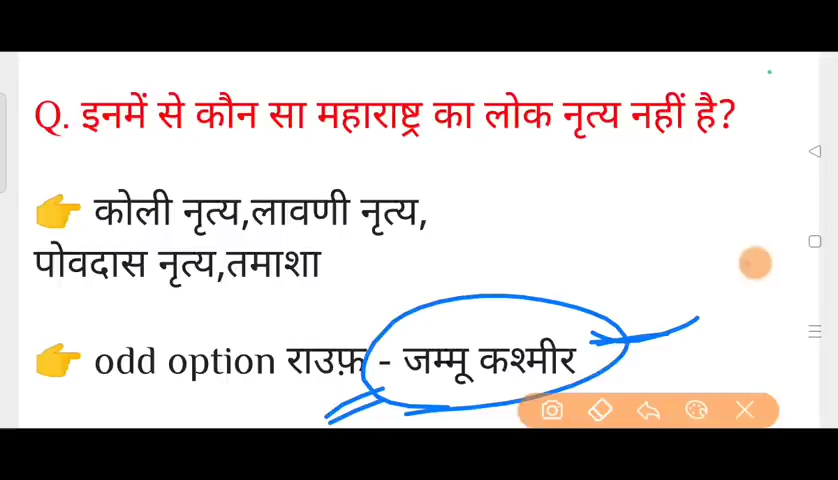 Q. इनमें से कौन सा महाराष्ट्र का लोक नृत्य नहीं है?
👉 कोली नृत्य,लावणी नृत्य,
पोवदास नृत्य,तमाशा
👉 odd option राउफ़ - जम्मू कश्मीर